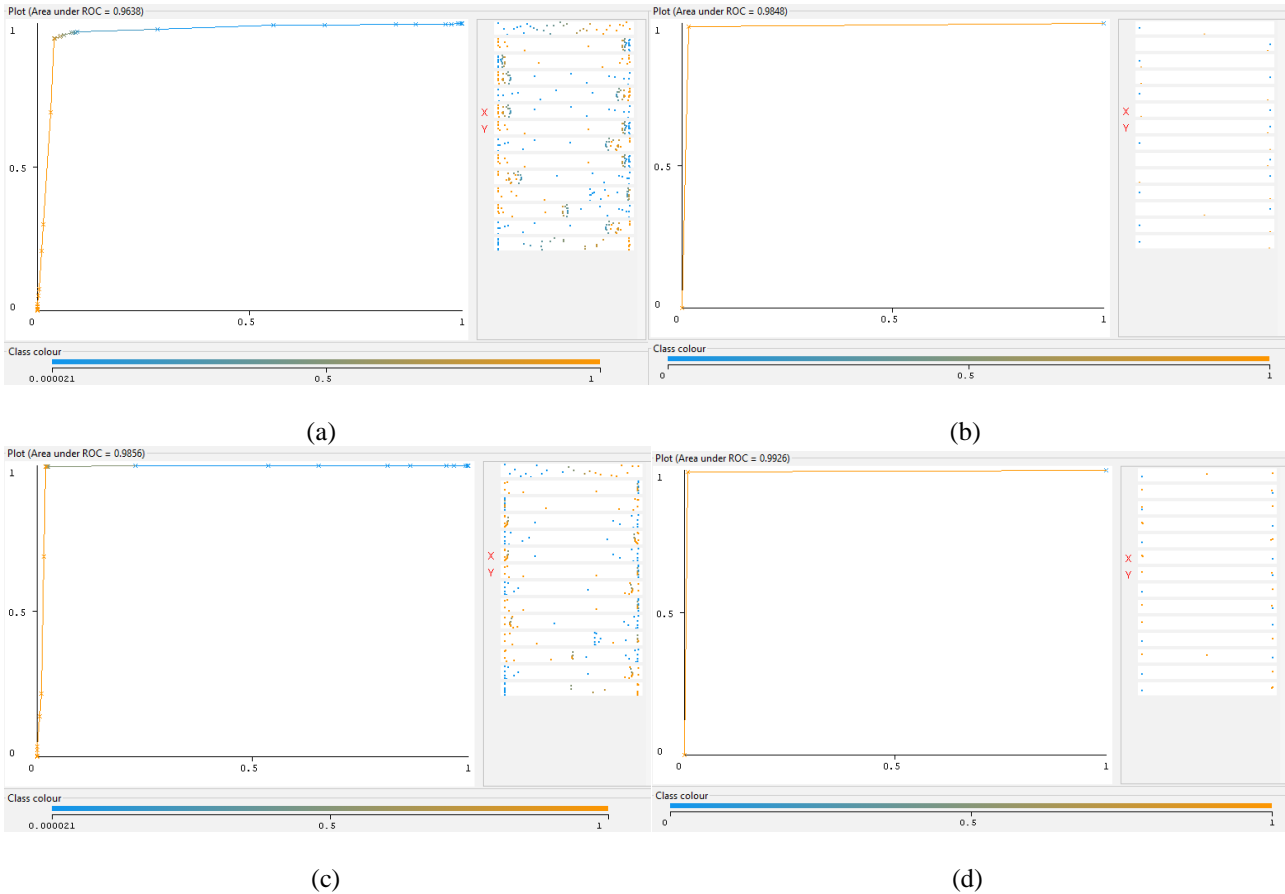 Plot (Area under ROC = 0.9638)
1
0.5
0
0
0.5
1
X
Y
Class colour
0.000021
0.5
1
(a)
Plot (Area under ROC = 0.9848)
1
0.5
0
0
0.5
1
X
Y
Class colour
0
0.5
1
(b)
Plot (Area under ROC = 0.9856)
1
0.5
0
0
0.5
1
X
Y
Class colour
0.000021
0.5
1
(c)
Plot (Area under ROC = 0.9926)
1
0.5
0
0
0.5
1
X
Y
Class colour
0
0.5
1
(d)